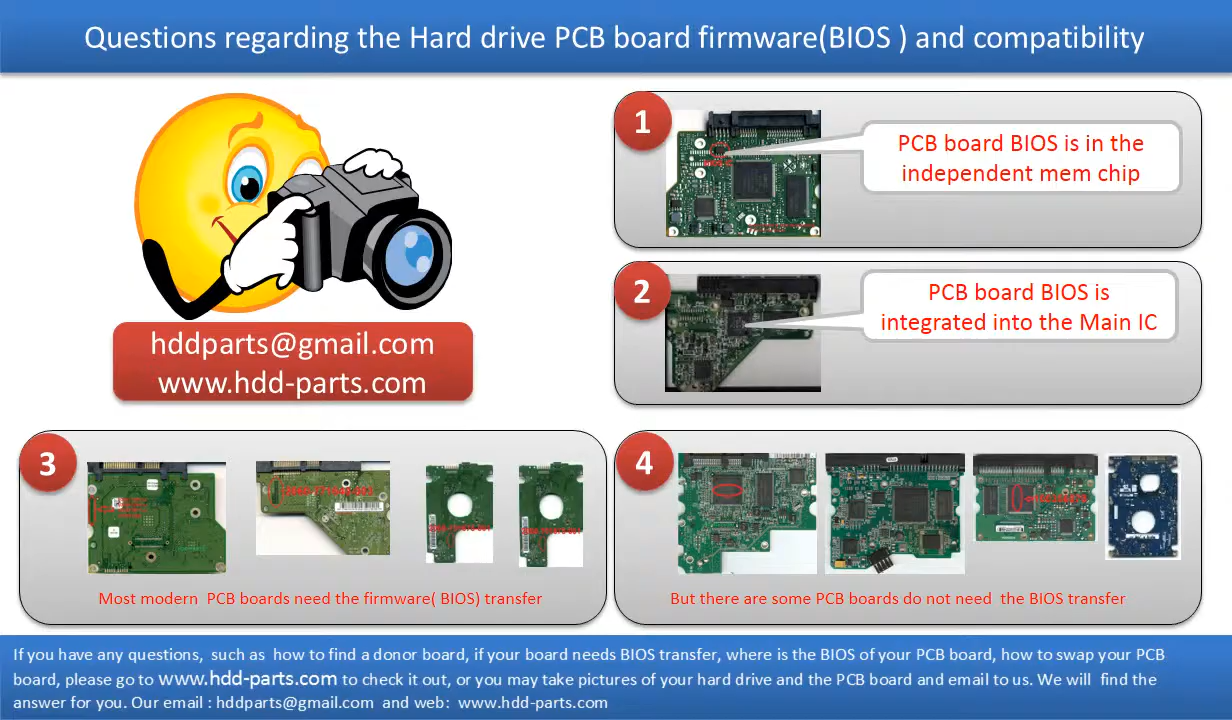 Questions regarding the Hard drive PCB board firmware(BIOS ) and compatibility
1
PCB board BIOS is in the
independent mem chip
2
PCB board BIOS is
integrated into the Main IC
hddparts@gmail.com
www.hdd-parts.com
3
Most modern PCB boards need the firmware( BIOS) transfer
4
But there are some PCB boards do not need the BIOS transfer
If you have any questions, such as how to find a donor board, if your board needs BIOS transfer, where is the BIOS of your PCB board, how to swap your PCB
board, please go to www.hdd-parts.com to check it out, or you may take pictures of your hard drive and the PCB board and email to us. We will find the
answer for you. Our email : hddparts@gmail.com and web: www.hdd-parts.com